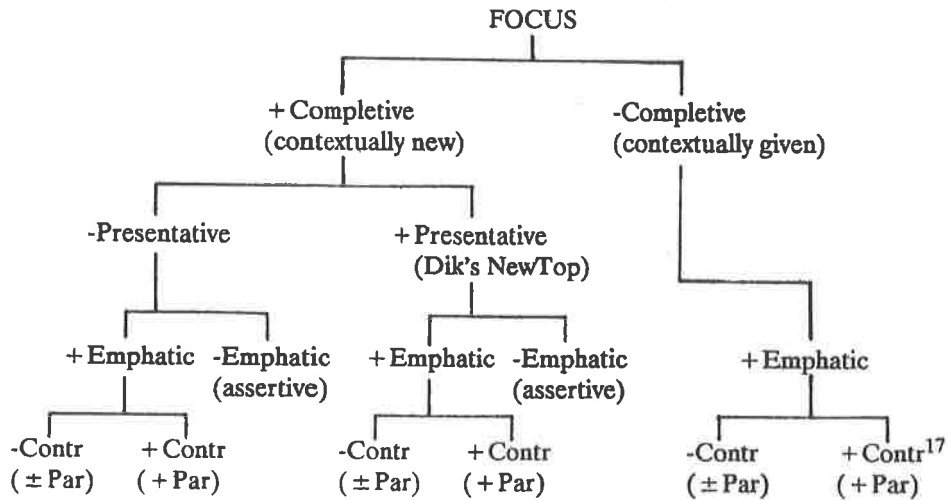 FOCUS
+ Completive -Completive
(contextually new) (contextually given)
-Presentative + Presentative
(Dik's NewTop)
+ Emphatic -Emphatic + Emphatic -Emphatic + Emphatic
(assertive) (assertive)
-Contr + Contr -Contr + Contr -Contr + Contr17
(± Par) (+ Par) (± Par) (+ Par) (± Par) (+ Par)